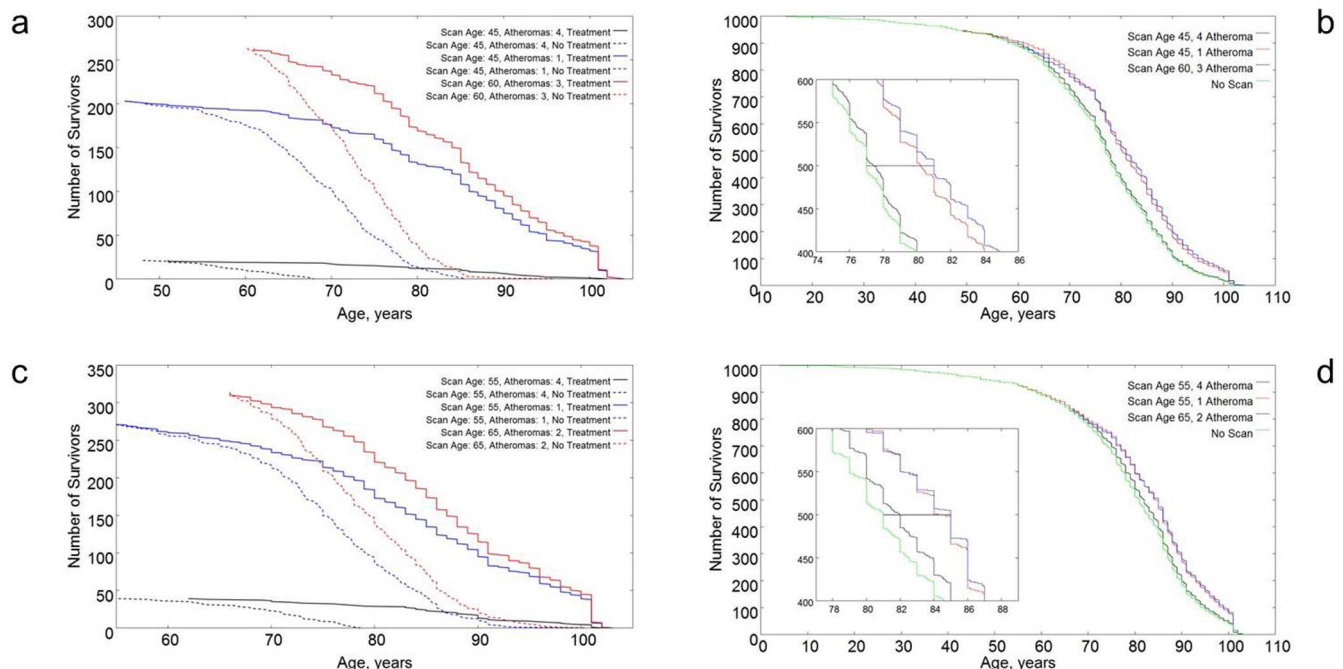 a
300
250
200
150
100
50
0
Number of Survivors
Scan Age: 45, Atheromas: 4, Treatment
Scan Age: 45, Atheromas: 4, No Treatment
Scan Age: 45, Atheromas: 1, Treatment
Scan Age: 45, Atheromas: 1, No Treatment
Scan Age: 60, Atheromas: 3, Treatment
Scan Age: 60, Atheromas: 3, No Treatment
50 60 70 80 90 100
Age, years
b
1000
900
800
700
600
500
400
300
200
100
0
Number of Survivors
Scan Age 45, 4 Atheroma
Scan Age 45, 1 Atheroma
Scan Age 60, 3 Atheroma
No Scan
600
550
500
450
400
74 76 78 80 82 84 86
10 20 30 40 50 60 70 80 90 100 110
Age, years
c
350
300
250
200
150
100
50
0
Number of Survivors
Scan Age: 55, Atheromas: 4, Treatment
Scan Age: 55, Atheromas: 4, No Treatment
Scan Age: 55, Atheromas: 1, Treatment
Scan Age: 55, Atheromas: 1, No Treatment
Scan Age: 65, Atheromas: 2, Treatment
Scan Age: 65, Atheromas: 2, No Treatment
60 70 80 90 100
Age, years
d
1000
900
800
700
600
500
400
300
200
100
0
Number of Survivors
Scan Age 55, 4 Atheroma
Scan Age 55, 1 Atheroma
Scan Age 65, 2 Atheroma
No Scan
600
550
500
450
400
78 80 82 84 86 88
0 10 20 30 40 50 60 70 80 90 100 110
Age, years